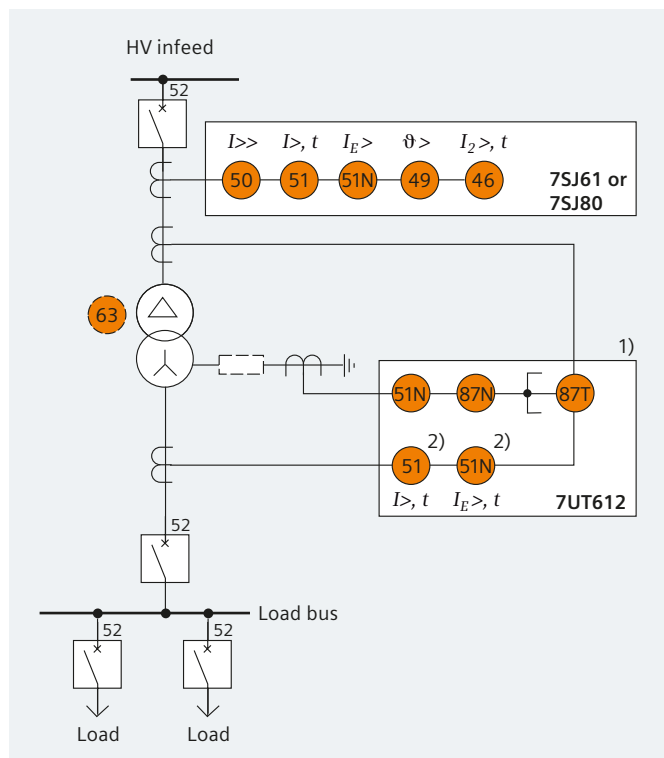 HV infeed
52
I>> I>, t I_E> ϑ> I_2>, t
50 51 51N 49 46
7SJ61 or
7SJ80
63
1)
51N 87N 87T
2) 2)
51 51N
I>, t I_E>, t 7UT612
52
Load bus
52 52
Load Load